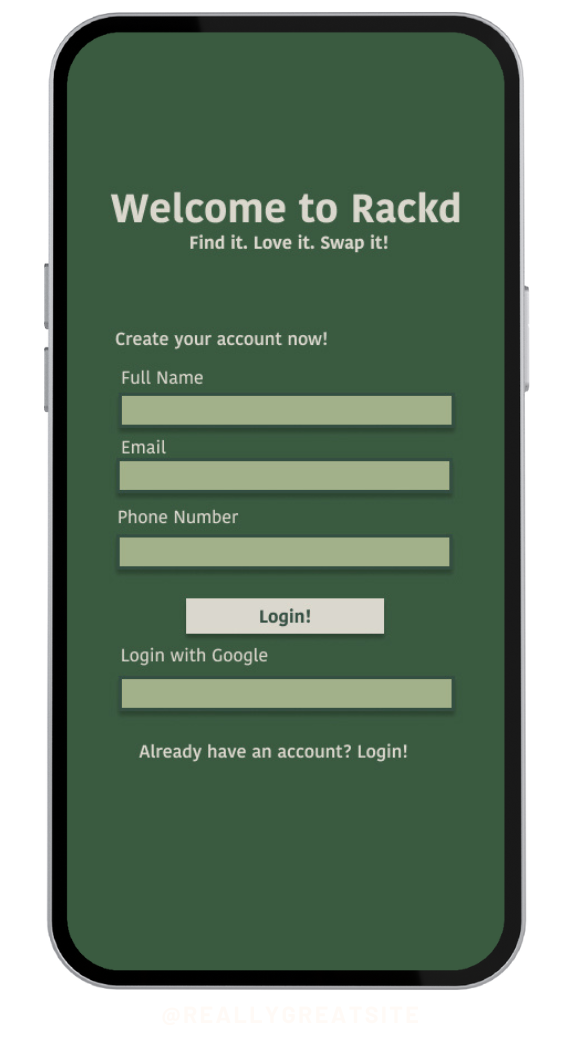 Welcome to Rackd
Find it. Love it. Swap it!
Create your account now!
Full Name
Email
Phone Number
Login!
Login with Google
Already have an account? Login!
@REALLYGREATSITE